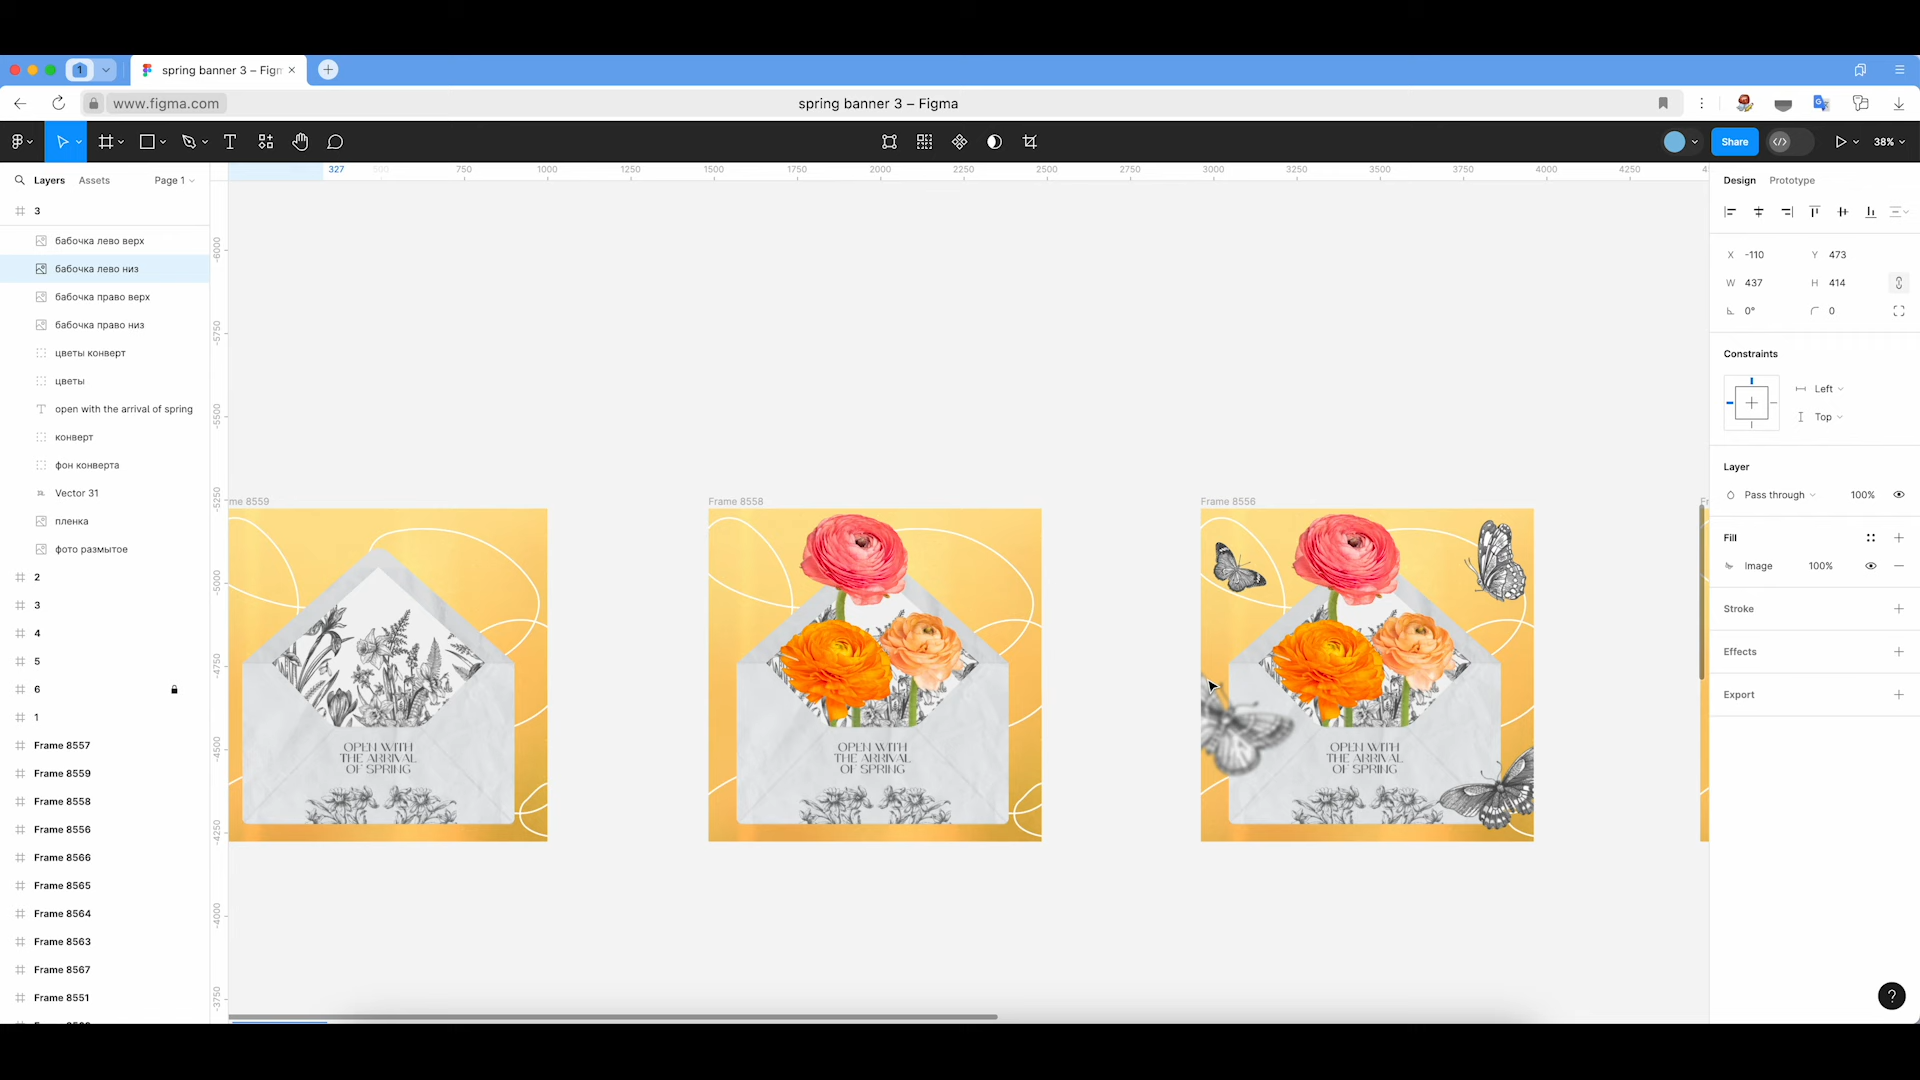 1
spring banner 3 – Figm
www.figma.com
spring banner 3 – Figma
Share
38%
Layers
Assets
Page 1
3
бабочка лево верх
бабочка лево низ
бабочка право верх
бабочка право низ
цветы конверт
цветы
open with the arrival of spring
конверт
фон конверта
Vector 31
пленка
фото размытое
2
3
4
5
6
1
Frame 8557
Frame 8559
Frame 8558
Frame 8556
Frame 8566
Frame 8565
Frame 8564
Frame 8563
Frame 8567
Frame 8551
327
500
750
1000
1250
1500
1750
2000
2250
2500
2750
3000
3250
3500
3750
4000
4250
-6000
-5750
-5500
-5250
-5000
-4750
-4500
-4250
-4000
-3750
me 8559
OPEN WITH
THE ARRIVAL
OF SPRING
Frame 8558
OPEN WITH
THE ARRIVAL
OF SPRING
Frame 8556
OPEN WITH
THE ARRIVAL
OF SPRING
Design
Prototype
X -110
Y 473
W 437
H 414
0°
0
Constraints
Left
Top
Layer
Pass through
100%
Fill
Image
100%
Stroke
Effects
Export
?